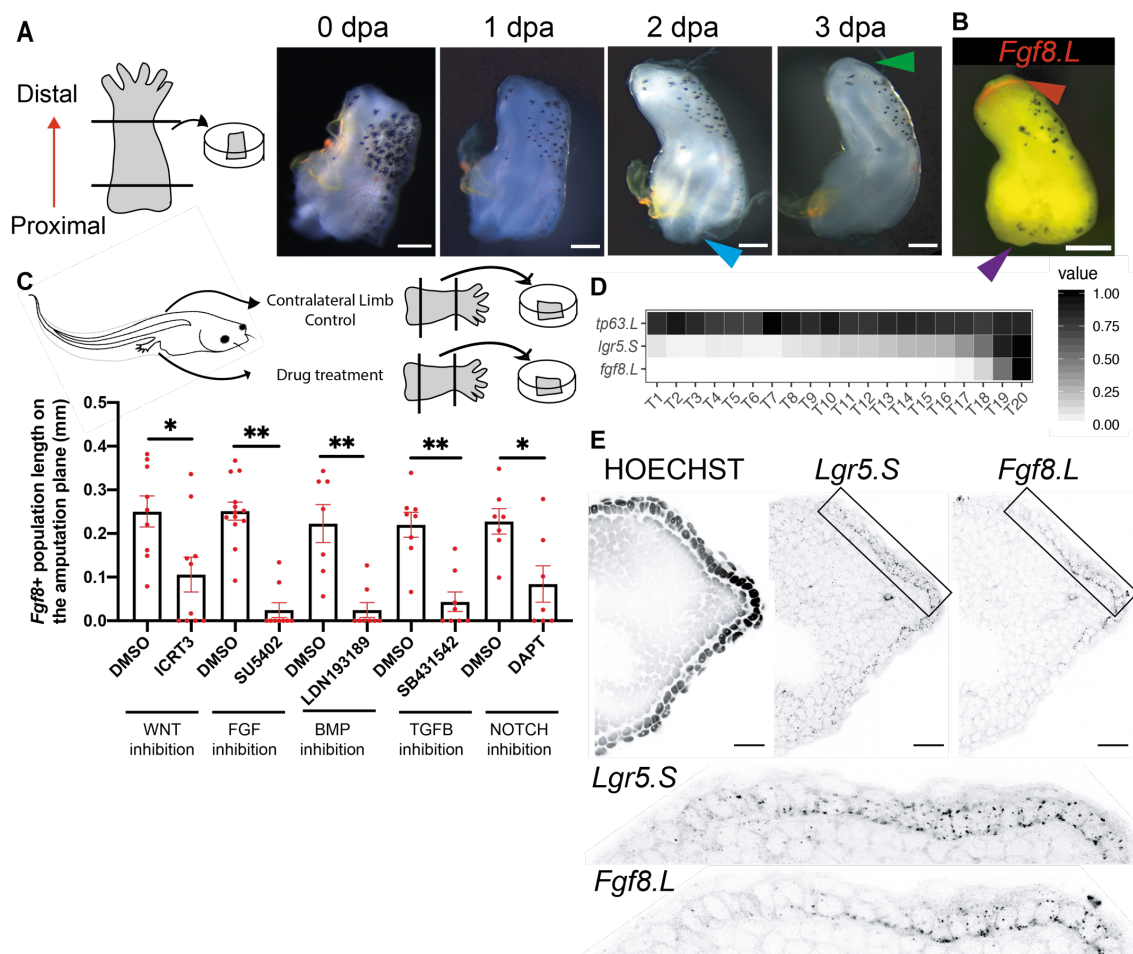 A
0 dpa
1 dpa
2 dpa
3 dpa
B
Fgf8.L
Distal
Proximal
C
Contralateral Limb
Control
Drug treatment
Fgf8+ population length on
the amputation plane (mm)
0.5
0.4
0.3
0.2
0.1
0.0
*
**
**
**
*
DMSO
ICRT3
DMSO
SU5402
DMSO
LDN193189
DMSO
SB431542
DMSO
DAPT
WNT
inhibition
FGF
inhibition
BMP
inhibition
TGFB
inhibition
NOTCH
inhibition
D
tp63.L
lgr5.S
fgf8.L
T1
T2
T3
T4
T5
T6
T7
T8
T9
T10
T11
T12
T13
T14
T15
T16
T17
T18
T19
T20
value
1.00
0.75
0.50
0.25
0.00
E
HOECHST
Lgr5.S
Fgf8.L
Lgr5.S
Fgf8.L